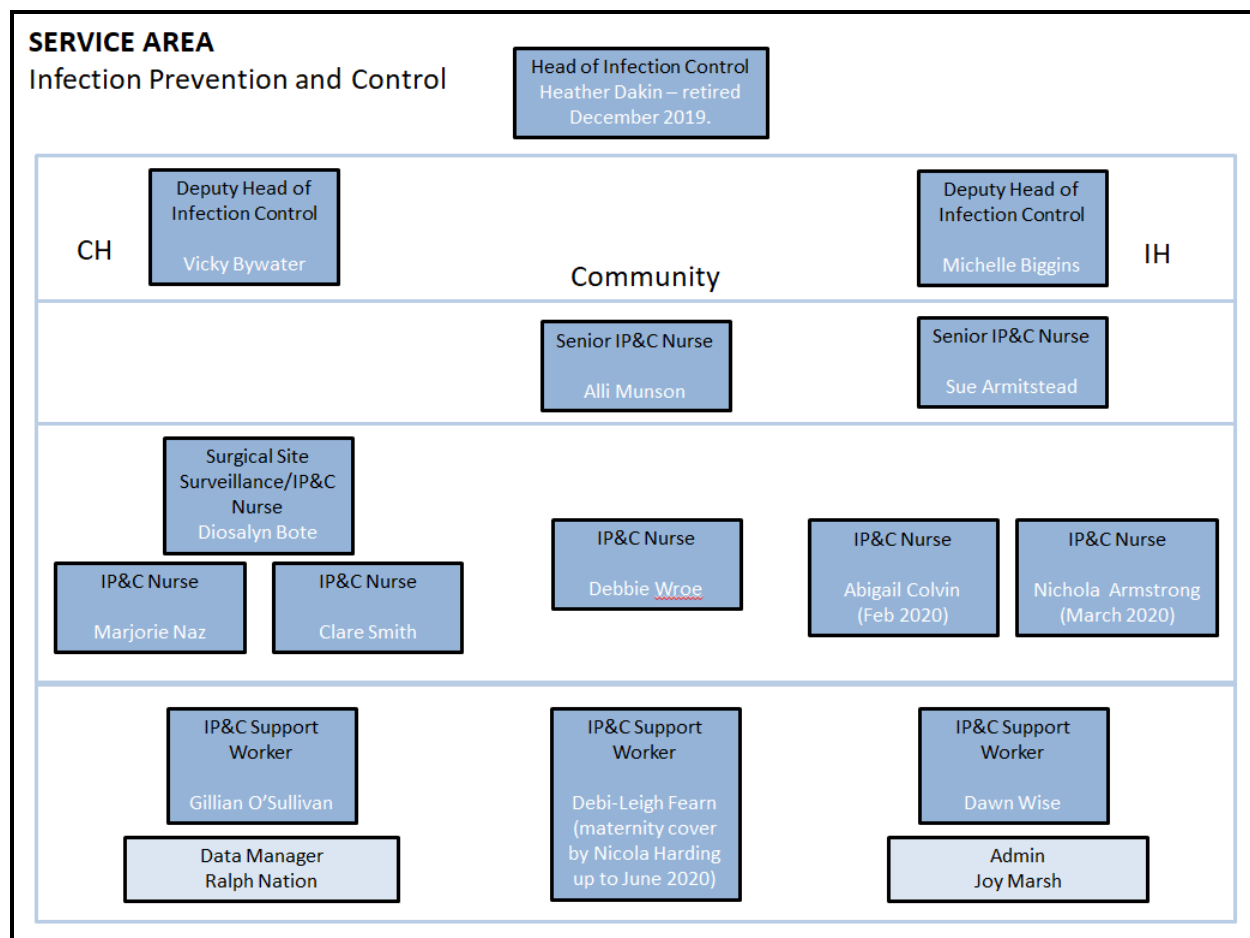 SERVICE AREA
Infection Prevention and Control
Head of Infection Control
Heather Dakin – retired
December 2019.
CH
Deputy Head of
Infection Control
Vicky Bywater
Community
Deputy Head of
Infection Control
Michelle Biggins
IH
Senior IP&C Nurse
Alli Munson
Senior IP&C Nurse
Sue Armitstead
Surgical Site
Surveillance/IP&C
Nurse
Diosalyn Bote
IP&C Nurse
Marjorie Naz
IP&C Nurse
Clare Smith
IP&C Nurse
Debbie Wroe
IP&C Nurse
Abigail Colvin
(Feb 2020)
IP&C Nurse
Nichola Armstrong
(March 2020)
IP&C Support
Worker
Gillian O’Sullivan
Data Manager
Ralph Nation
IP&C Support
Worker
Debi-Leigh Fearn
(maternity cover
by Nicola Harding
up to June 2020)
IP&C Support
Worker
Dawn Wise
Admin
Joy Marsh